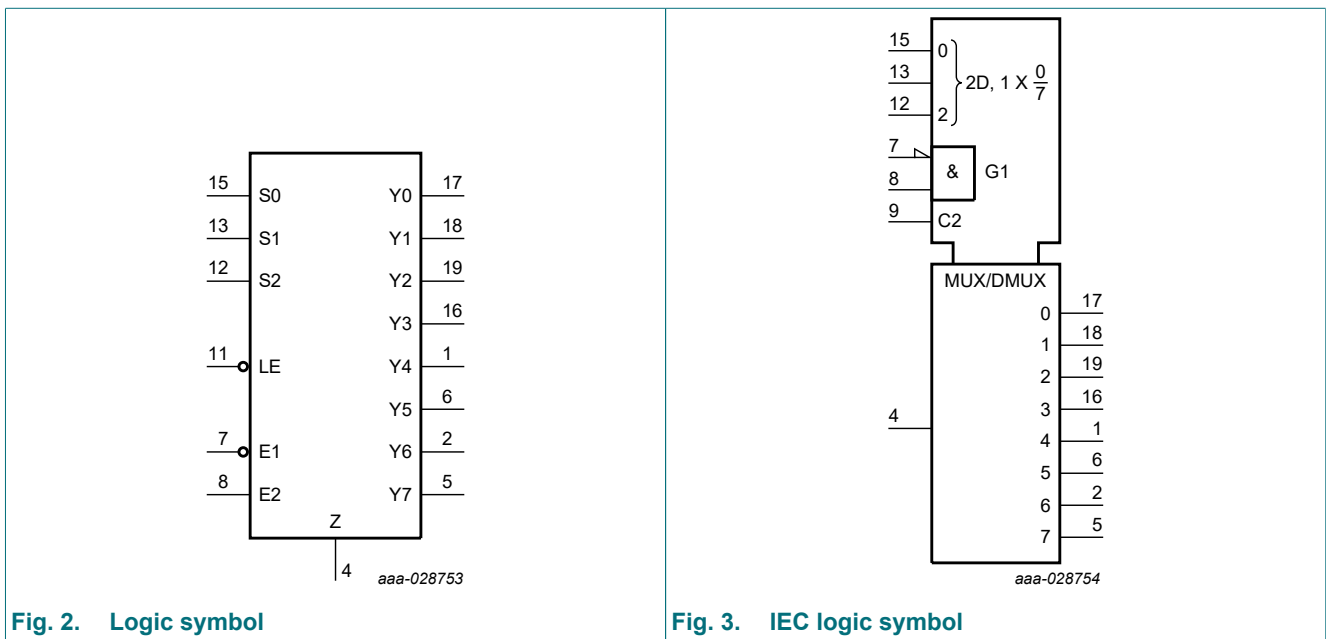 15 S0 Y0 17
13 S1 Y1 18
12 S2 Y2 19
Y3 16
11 LE Y4 1
Y5 6
7 E1 Y6 2
8 E2 Y7 5
Z
4
aaa-028753
Fig. 2. Logic symbol
15 0
13 2D, 1 X 0/7
12 2
7
& G1
8
9 C2
MUX/DMUX
0 17
1 18
2 19
3 16
4
4 1
5 6
6 2
7 5
aaa-028754
Fig. 3. IEC logic symbol